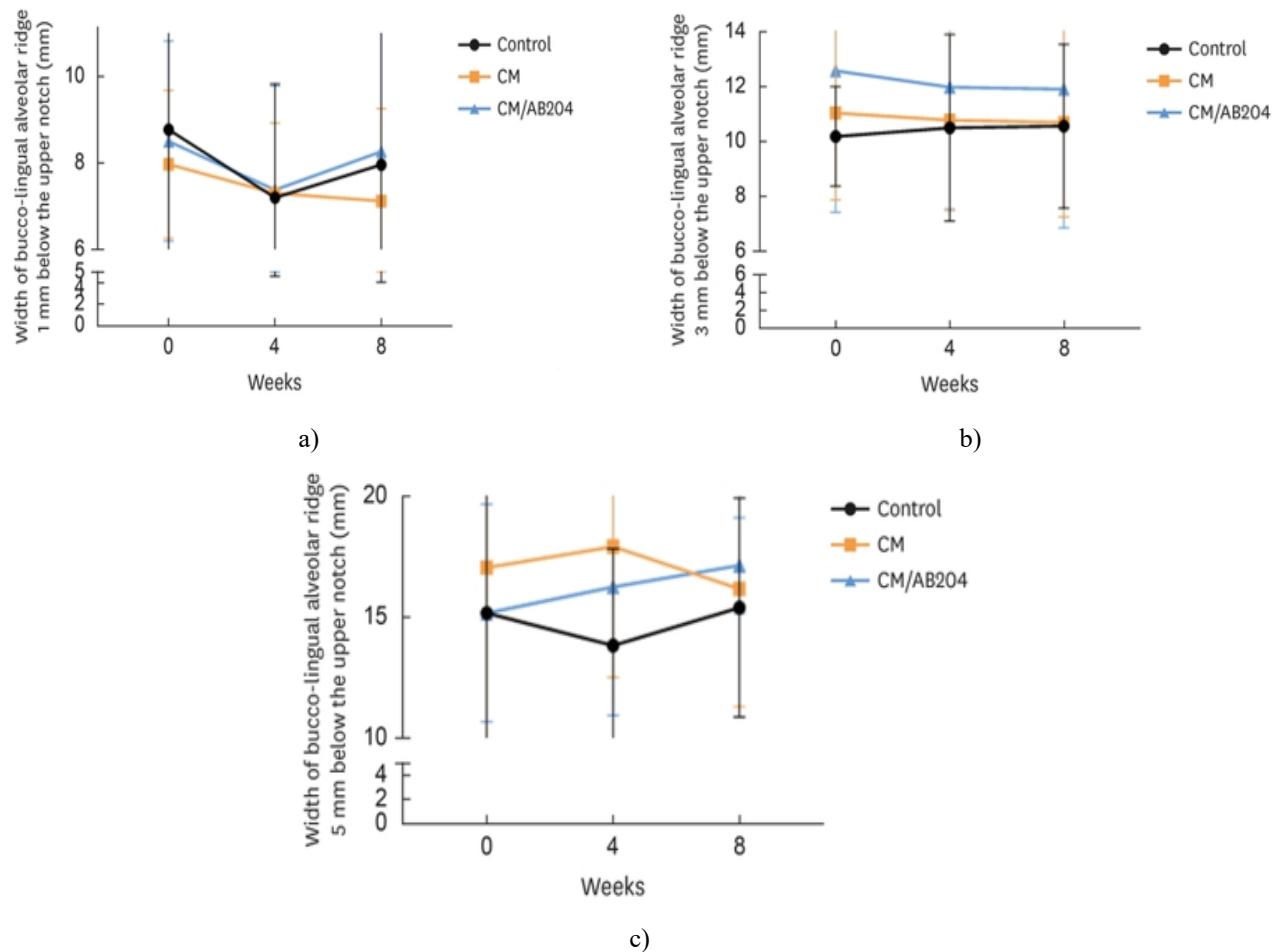 Width of bucco-lingual alveolar ridge
1 mm below the upper notch (mm)
10
8
6
5
4
2
0
0 4 8
Weeks
Control
CM
CM/AB204
a)
Width of bucco-lingual alveolar ridge
3 mm below the upper notch (mm)
14
12
10
8
6
6
4
2
0
0 4 8
Weeks
Control
CM
CM/AB204
b)
Width of bucco-lingual alveolar ridge
5 mm below the upper notch (mm)
20
15
10
4
2
0
0 4 8
Weeks
Control
CM
CM/AB204
c)